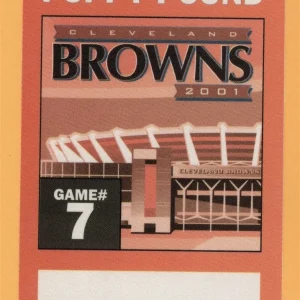 CLEVELAND
BROWNS
2001
CLEVELAND BROWNS
GAME#
7